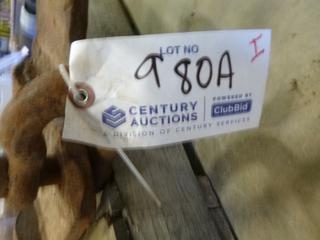 LOT NO
980A I
CENTURY AUCTIONS
POWERED BY
ClubBid
A DIVISION OF CENTURY SERVICES